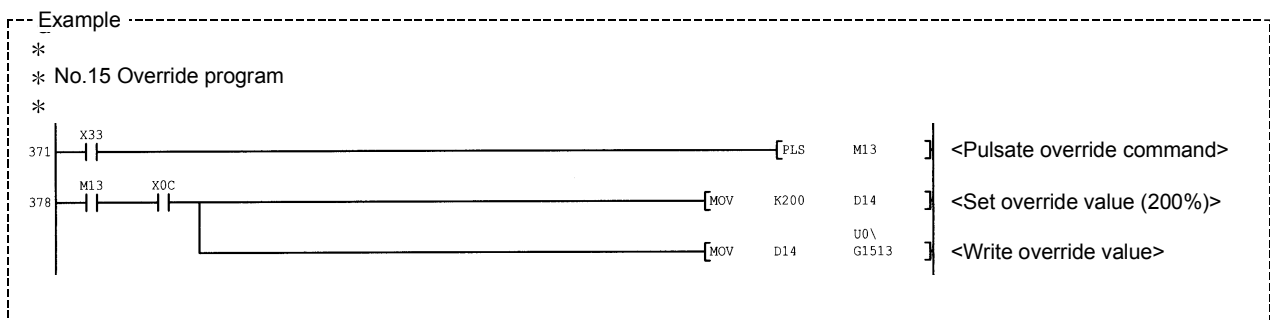 Example
*
* No.15 Override program
*
X33
371 [PLS M13 ] <Pulsate override command>
M13 X0C
378 [MOV K200 D14 ] <Set override value (200%)>
U0\
[MOV D14 G1513 ] <Write override value>